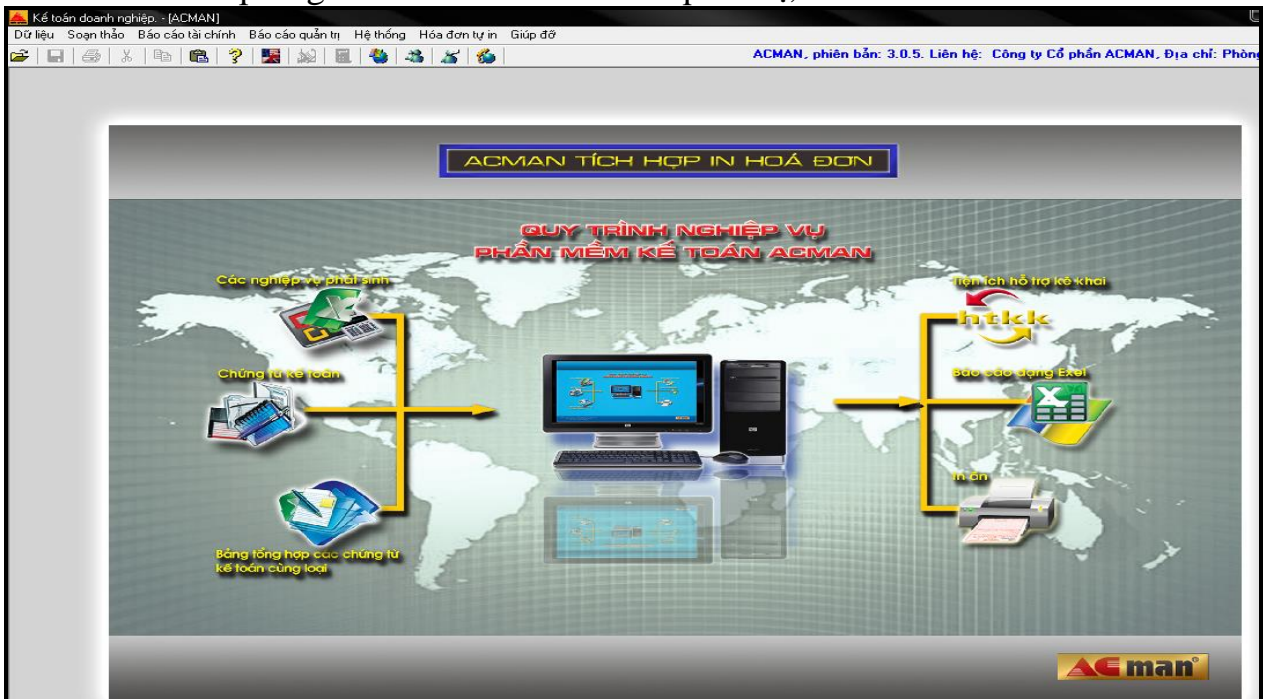 Kế toán doanh nghiệp. - [ACMAN]
Dữ liệu Soạn thảo Báo cáo tài chính Báo cáo quản trị Hệ thống Hóa đơn tự in Giúp đỡ
ACMAN, phiên bản: 3.0.5. Liên hệ: Công ty Cổ phần ACMAN, Địa chỉ: Phòng
ACMAN TÍCH HỢP IN HOÁ ĐƠN
QUY TRÌNH NGHIỆP VỤ
PHẦN MỀM KẾ TOÁN ACMAN
Các nghiệp vụ phát sinh
Tiện ích hỗ trợ kê khai
htkk
Chứng từ kế toán
Báo cáo dạng Exel
In ấn
Bảng tổng hợp các chứng từ
kế toán cùng loại
ACman®